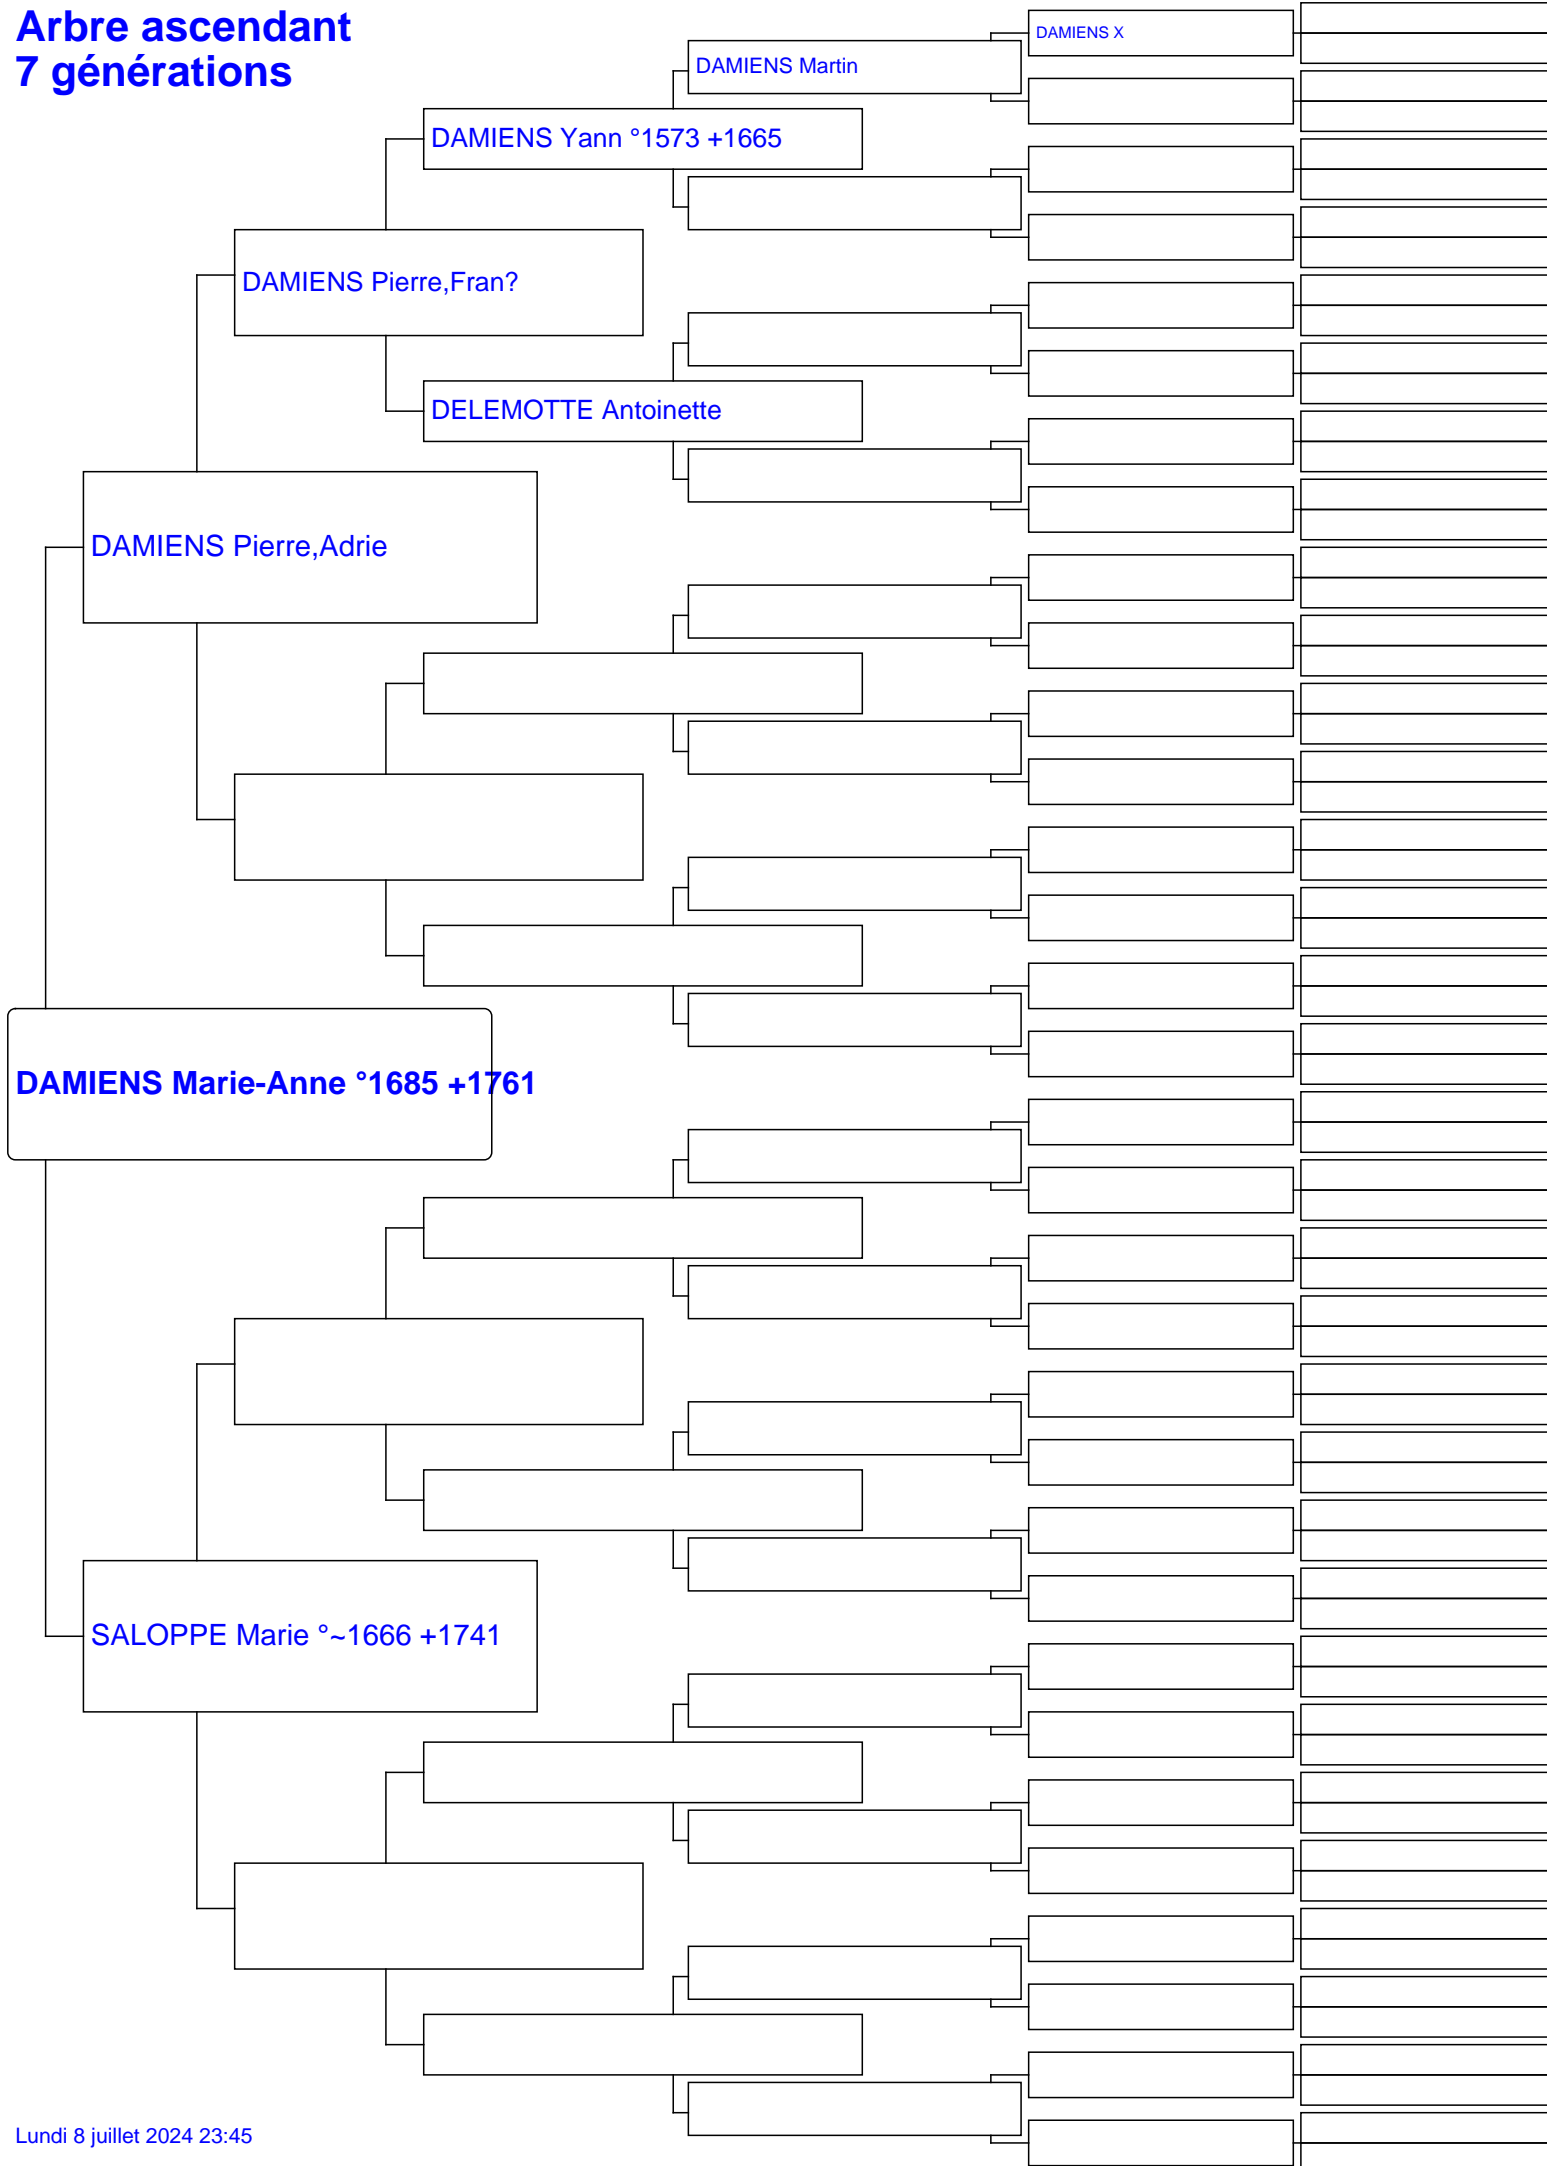 Arbre ascendant
7 générations
DAMIENS X
DAMIENS Martin
DAMIENS Yann °1573 +1665
DAMIENS Pierre,Fran?
DELEMOTTE Antoinette
DAMIENS Pierre,Adrie
DAMIENS Marie-Anne °1685 +1761
SALOPPE Marie °~1666 +1741
Lundi 8 juillet 2024 23:45